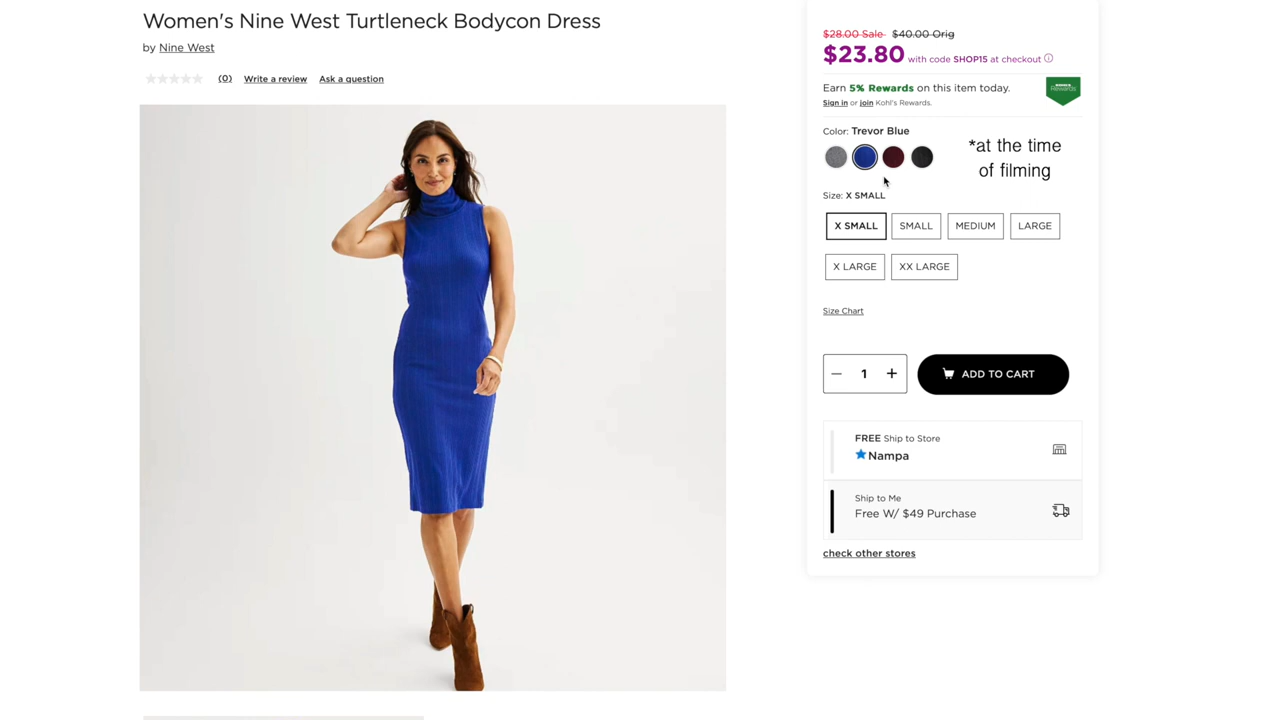 Women's Nine West Turtleneck Bodycon Dress
by Nine West
(0) Write a review Ask a question
$28.00 Sale $40.00 Orig
$23.80 with code SHOP15 at checkout
Earn 5% Rewards on this item today.
Sign in or join Kohl's Rewards.
Rewards
Color: Trevor Blue
*at the time
of filming
Size: X SMALL
X SMALL SMALL MEDIUM LARGE
X LARGE XX LARGE
Size Chart
1
ADD TO CART
FREE Ship to Store
Nampa
Ship to Me
Free W/ $49 Purchase
check other stores